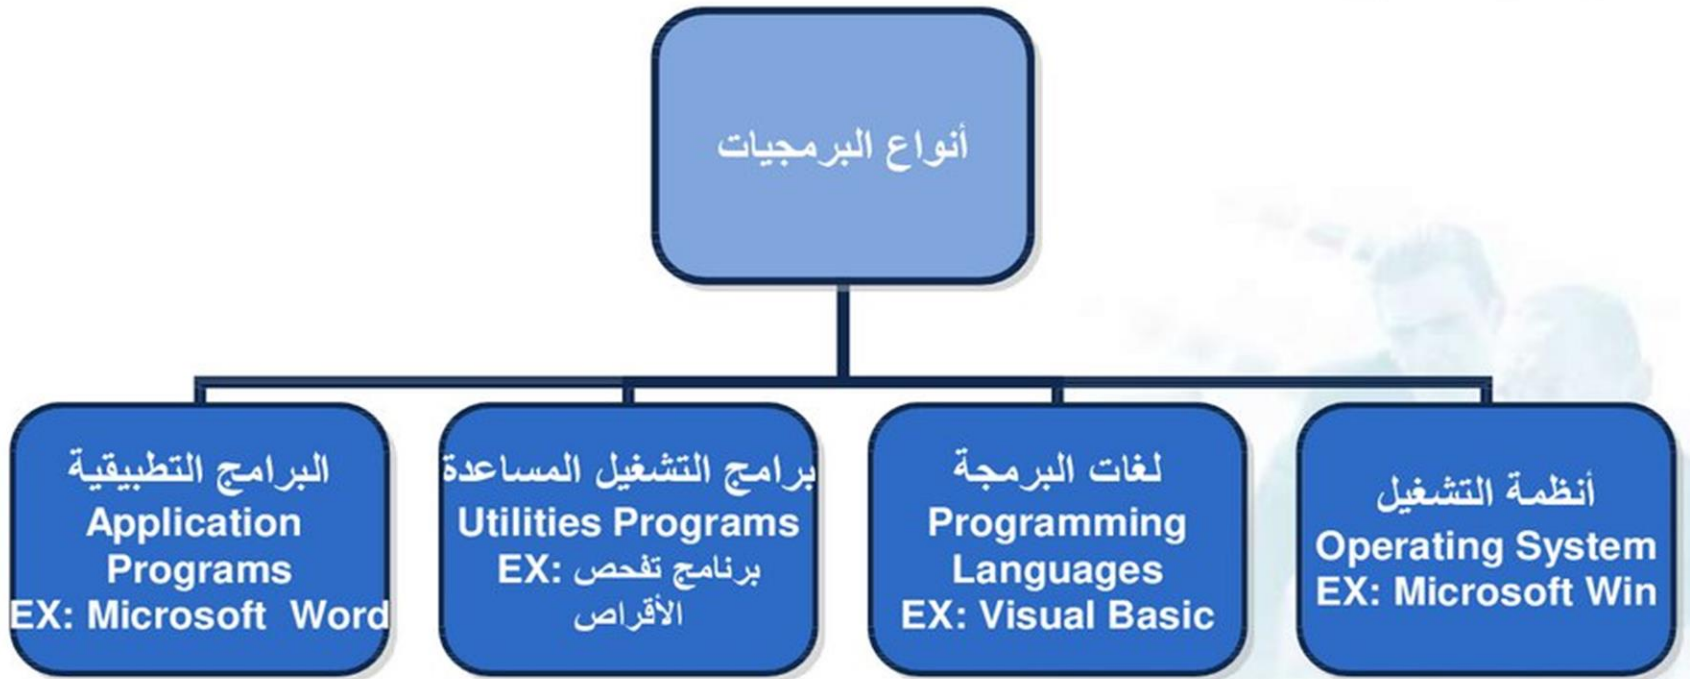 أنواع البرمجيات
أنظمة التشغيل
Operating System
EX: Microsoft Win
لغات البرمجة
Programming
Languages
EX: Visual Basic
برامج التشغيل المساعدة
Utilities Programs
EX: برنامج تفحص
الأقراص
البرامج التطبيقية
Application
Programs
EX: Microsoft Word